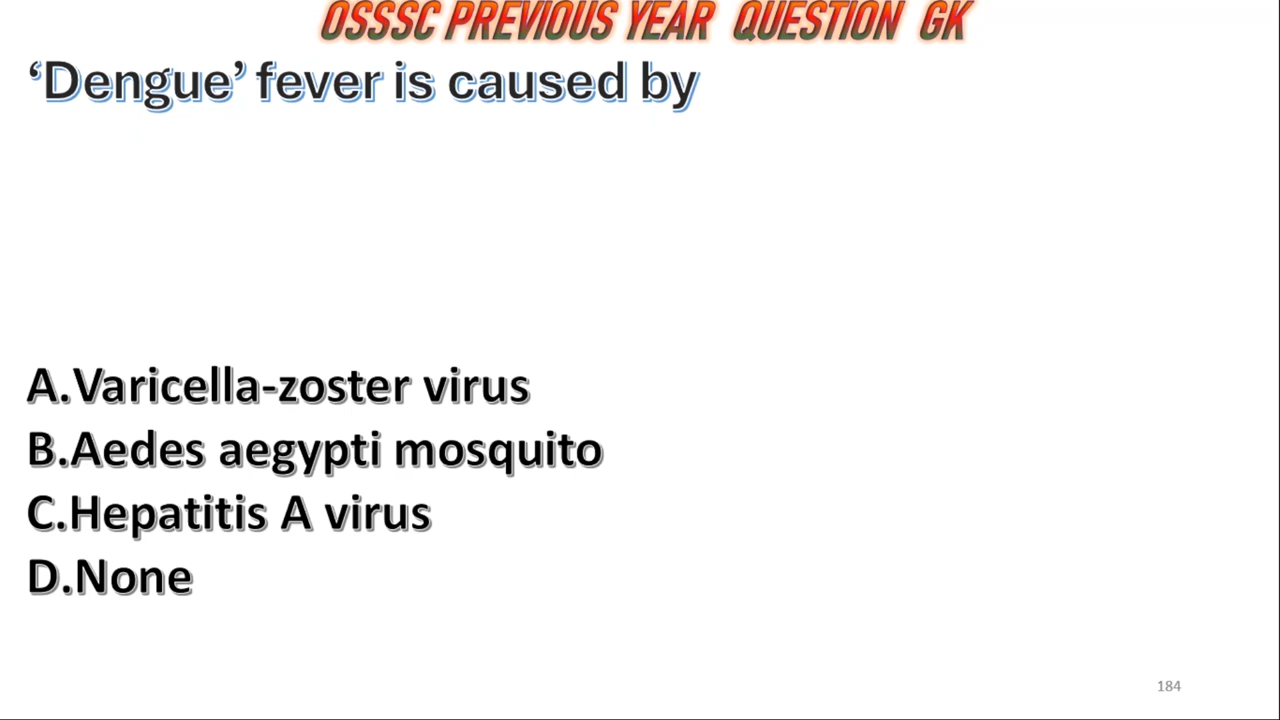 OSSSC PREVIOUS YEAR QUESTION GK
‘Dengue’ fever is caused by
A.Varicella-zoster virus
B.Aedes aegypti mosquito
C.Hepatitis A virus
D.None
184